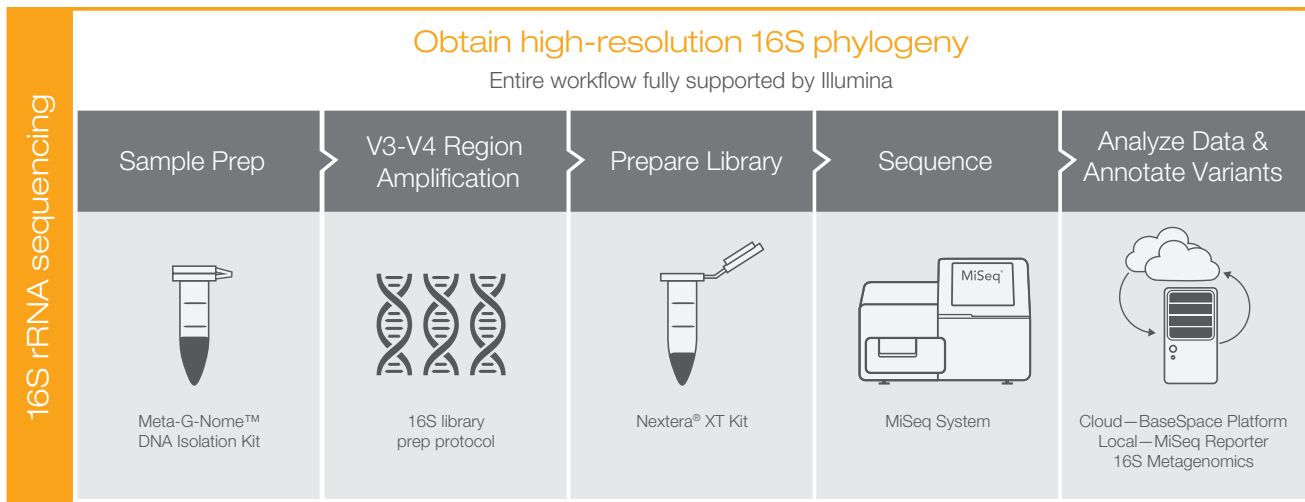 16S rRNA sequencing
Obtain high-resolution 16S phylogeny
Entire workflow fully supported by Illumina
Sample Prep
V3-V4 Region
Amplification
Prepare Library
Sequence
Analyze Data &
Annotate Variants
MiSeq®
Meta-G-Nome™
DNA Isolation Kit
16S library
prep protocol
Nextera® XT Kit
MiSeq System
Cloud—BaseSpace Platform
Local—MiSeq Reporter
16S Metagenomics